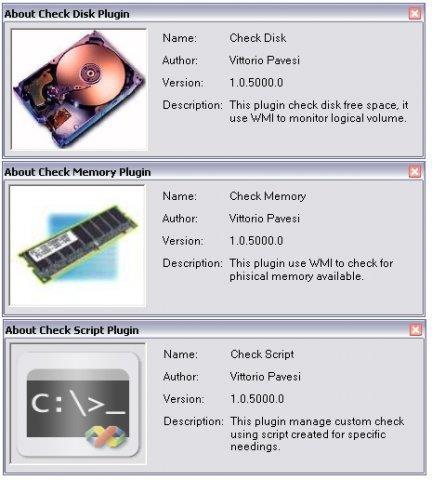 About Check Disk Plugin
Name: Check Disk
Author: Vittorio Pavesi
Version: 1.0.5000.0
Description: This plugin check disk free space, it
use WMI to monitor logical volume.
About Check Memory Plugin
Name: Check Memory
Author: Vittorio Pavesi
Version: 1.0.5000.0
Description: This plugin use WMI to check for
phisical memory available.
About Check Script Plugin
C:\>_
Name: Check Script
Author: Vittorio Pavesi
Version: 1.0.5000.0
Description: This plugin manage custom check
using script created for specific
needings.